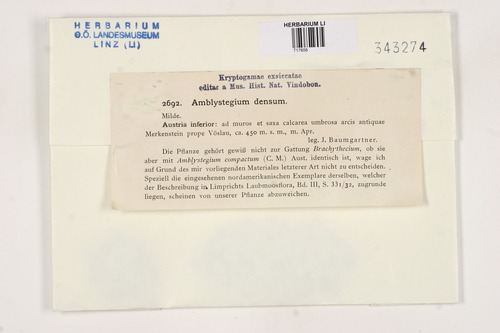 HERBARIUM
O.Ö. LANDESMUSEUM
LINZ (LI)
HERBARIUM LI
343274
Kryptogamae exsiccatae
editae a Mus. Hist. Nat. Vindobon.
2692. Amblystegium densum.
Milde.
Austria inferior: ad muros et saxa calcarea umbrosa arcis antiquae
Merkenstein prope Vöslau, ca. 450 m. s. m., m. Apr.
leg. J. Baumgartner.
Die Pflanze gehört gewiß nicht zur Gattung Brachythecium, ob sie
aber mit Amblystegium compactum (C. M.) Aust. identisch ist, wage ich
auf Grund des mir vorliegenden Materiales letzterer Art nicht zu entscheiden.
Speziell die eingesehenen nordamerikanischen Exemplare derselben, welcher
der Beschreibung in Limprichts Laubmoosflora, Bd. III, S. 331/32, zugrunde
liegen, scheinen von unserer Pflanze abzuweichen.